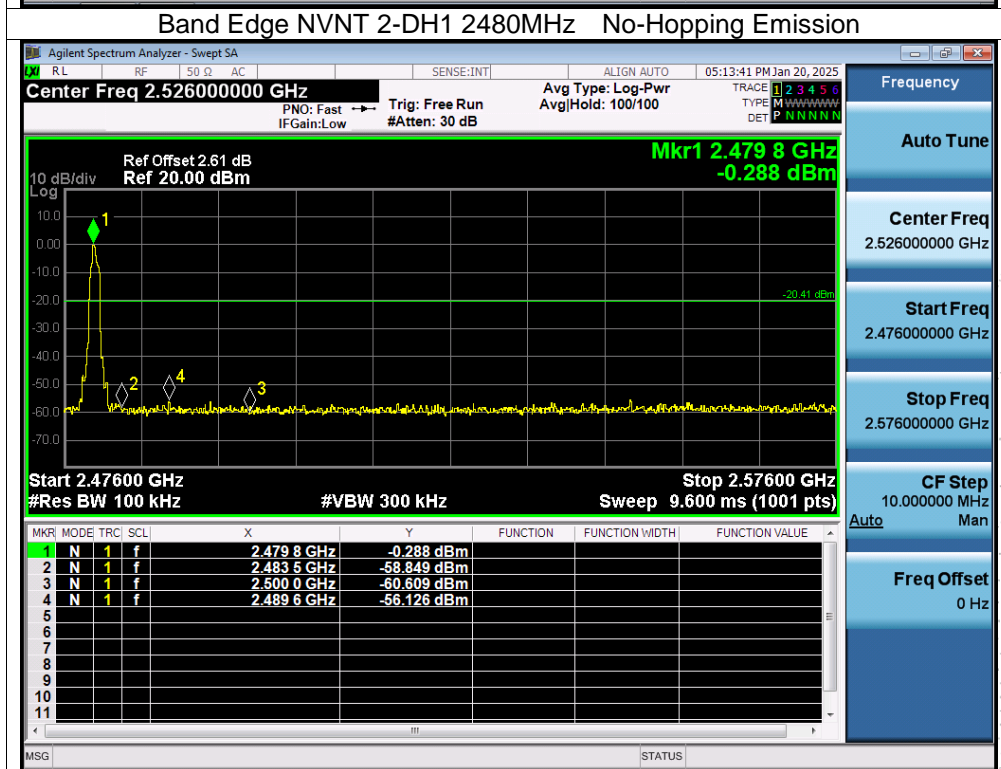 Band Edge NVNT 2-DH1 2480MHz No-Hopping Emission
Agilent Spectrum Analyzer - Swept SA
LXI RL RF 50 Ω AC SENSE:INT ALIGN AUTO 05:13:41 PM Jan 20, 2025
Center Freq 2.526000000 GHz
PNO: Fast
IFGain:Low
Trig: Free Run
#Atten: 30 dB
Avg Type: Log-Pwr
Avg|Hold: 100/100
TRACE 1 2 3 4 5 6
TYPE M WWWWW
DET P N N N N N
Frequency
Auto Tune
Center Freq
2.526000000 GHz
Start Freq
2.476000000 GHz
Stop Freq
2.576000000 GHz
CF Step
10.000000 MHz
Auto Man
Freq Offset
0 Hz
Mkr1 2.479 8 GHz
-0.288 dBm
Ref Offset 2.61 dB
10 dB/div Ref 20.00 dBm
Log
10.0
0.00
-10.0
-20.0
-30.0
-40.0
-50.0
-60.0
-70.0
1
-20.41 dBm
2
4
3
Start 2.47600 GHz Stop 2.57600 GHz
#Res BW 100 kHz #VBW 300 kHz Sweep 9.600 ms (1001 pts)
MKR MODE TRC SCL X Y FUNCTION FUNCTION WIDTH FUNCTION VALUE
1 N 1 f 2.479 8 GHz -0.288 dBm
2 N 1 f 2.483 5 GHz -58.849 dBm
3 N 1 f 2.500 0 GHz -60.609 dBm
4 N 1 f 2.489 6 GHz -56.126 dBm
5
6
7
8
9
10
11
MSG STATUS